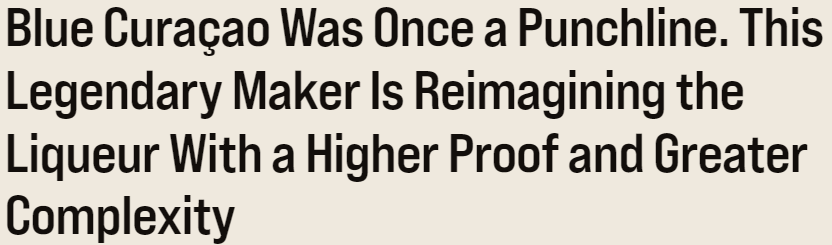 Blue Curaçao Was Once a Punchline. This
Legendary Maker Is Reimagining the
Liqueur With a Higher Proof and Greater
Complexity